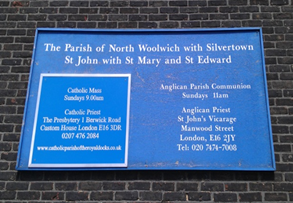 The Parish of North Woolwich with Silvertown
St John with St Mary and St Edward
Catholic Mass
Sundays 9.00am
Catholic Priest
The Presbytery 1 Berwick Road
Custom House London E16 3DR
0207 476 2084
www.catholicparishoftheroyaldocks.co.uk
Anglican Parish Communion
Sundays 11am
Anglican Priest
St John's Vicarage
Manwood Street
London, E16 2JY
Tel: 020 7474-7008